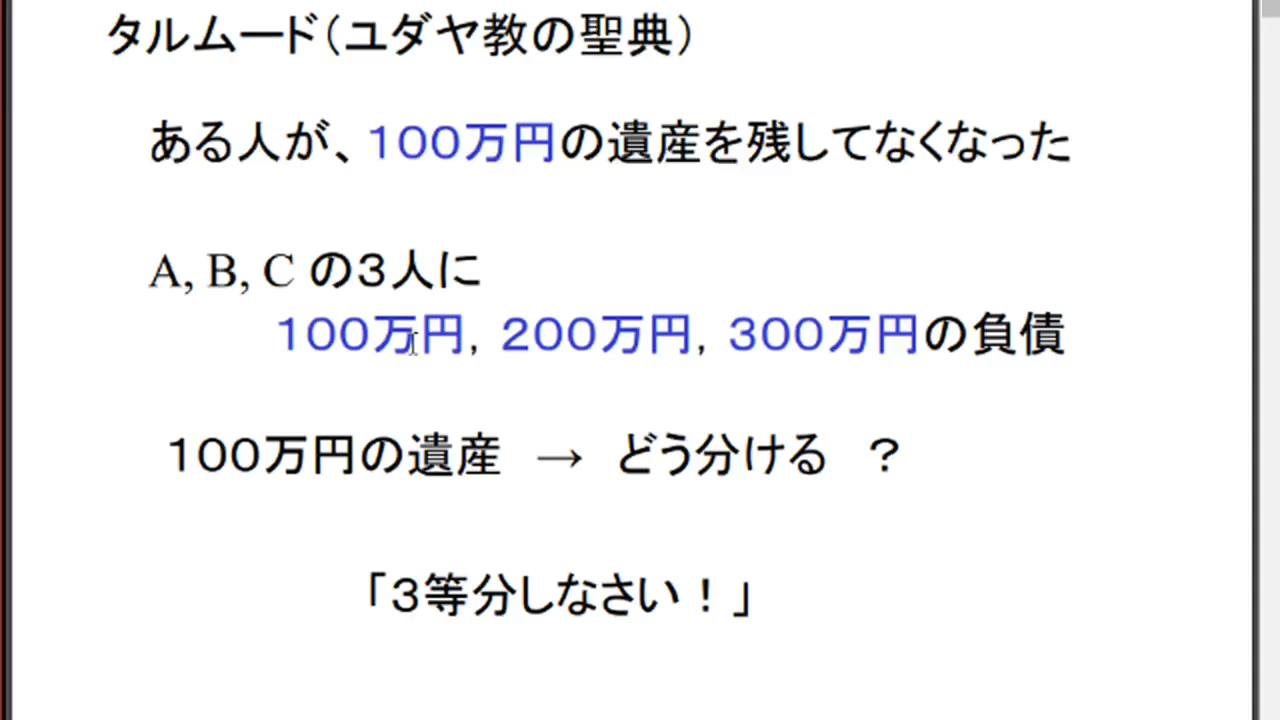 タルムード（ユダヤ教の聖典）
ある人が、１００万円の遺産を残してなくなった
A, B, C の３人に
１００万円, ２００万円, ３００万円の負債
１００万円の遺産 → どう分ける ？
「３等分しなさい！」